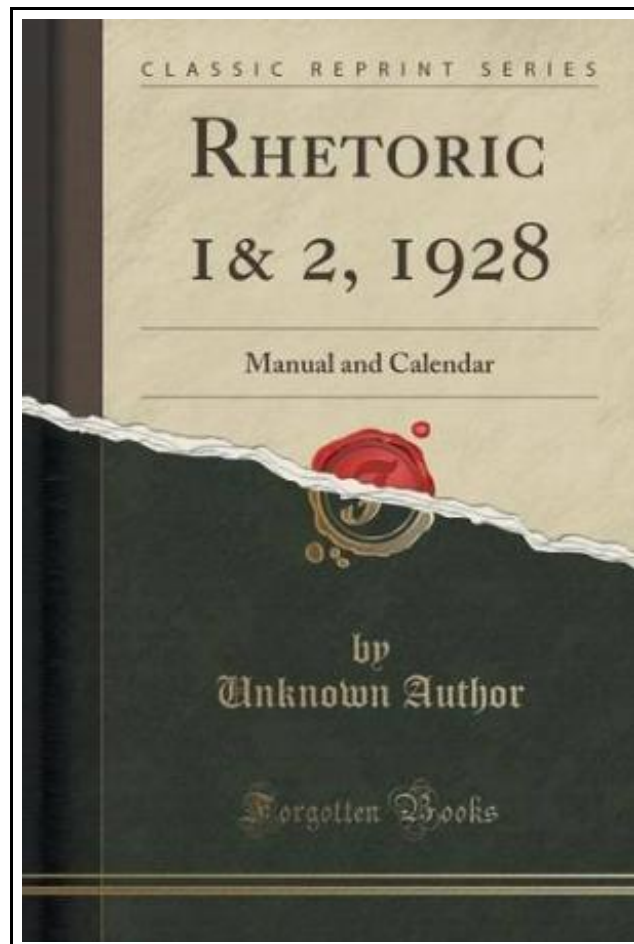 CLASSIC REPRINT SERIES
RHETORIC
1 & 2, 1928
Manual and Calendar
by
Unknown Author
Forgotten Books